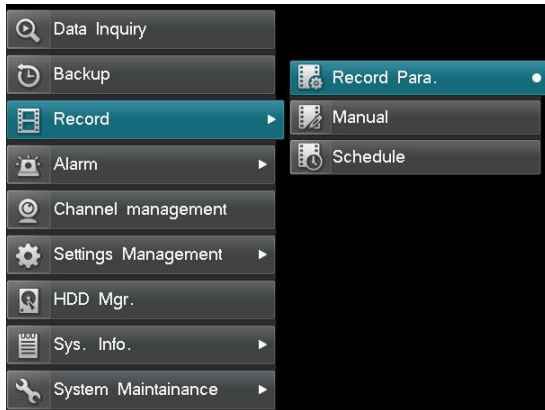 Data Inquiry
Backup
Record
Alarm
Channel management
Settings Management
HDD Mgr.
Sys. Info.
System Maintainance
Record Para.
Manual
Schedule